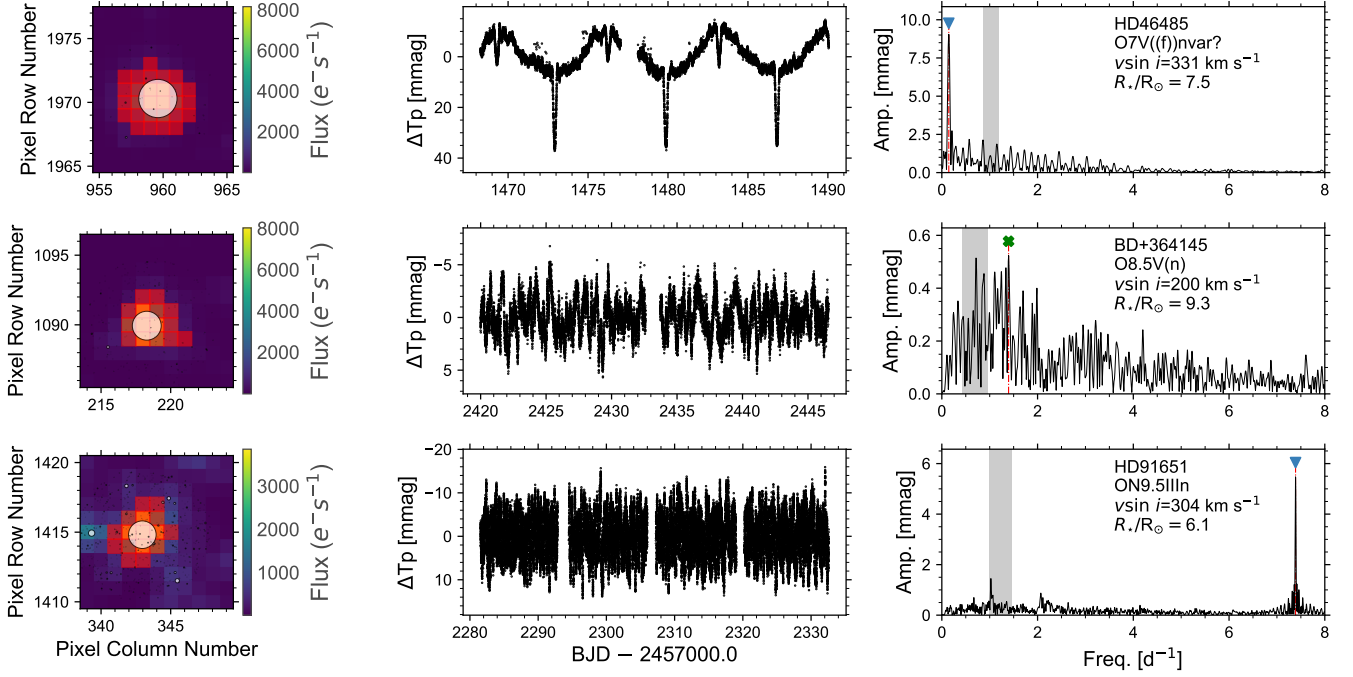 Pixel Row Number
1975
1970
1965
955 960 965
8000
6000
4000
2000
Flux (e⁻s⁻¹)
ΔTp [mmag]
0
20
40
1470 1475 1480 1485 1490
Amp. [mmag]
10.0
7.5
5.0
2.5
0.0
0 2 4 6 8
HD46485
O7V((f))nvar?
vsin i=331 km s⁻¹
R⋆/R⊙ = 7.5
Pixel Row Number
1095
1090
215 220
8000
6000
4000
2000
Flux (e⁻s⁻¹)
ΔTp [mmag]
−5
0
5
2420 2425 2430 2435 2440 2445
Amp. [mmag]
0.6
0.4
0.2
0.0
0 2 4 6 8
BD+364145
O8.5V(n)
vsin i=200 km s⁻¹
R⋆/R⊙ = 9.3
Pixel Row Number
1420
1415
1410
340 345
Pixel Column Number
3000
2000
1000
Flux (e⁻s⁻¹)
ΔTp [mmag]
−20
−10
0
10
2280 2290 2300 2310 2320 2330
BJD − 2457000.0
Amp. [mmag]
6
4
2
0
0 2 4 6 8
Freq. [d⁻¹]
HD91651
ON9.5IIIn
vsin i=304 km s⁻¹
R⋆/R⊙ = 6.1